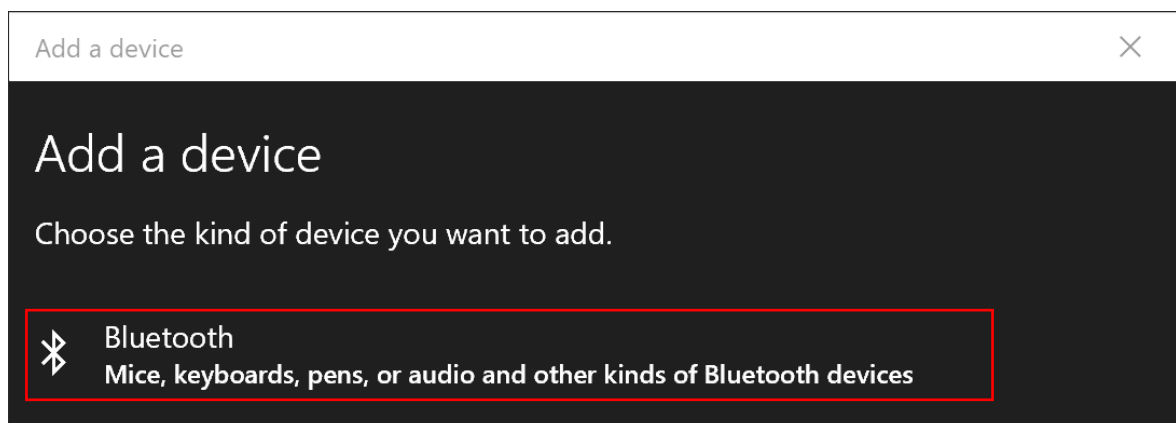 Add a device
Add a device
Choose the kind of device you want to add.
Bluetooth
Mice, keyboards, pens, or audio and other kinds of Bluetooth devices